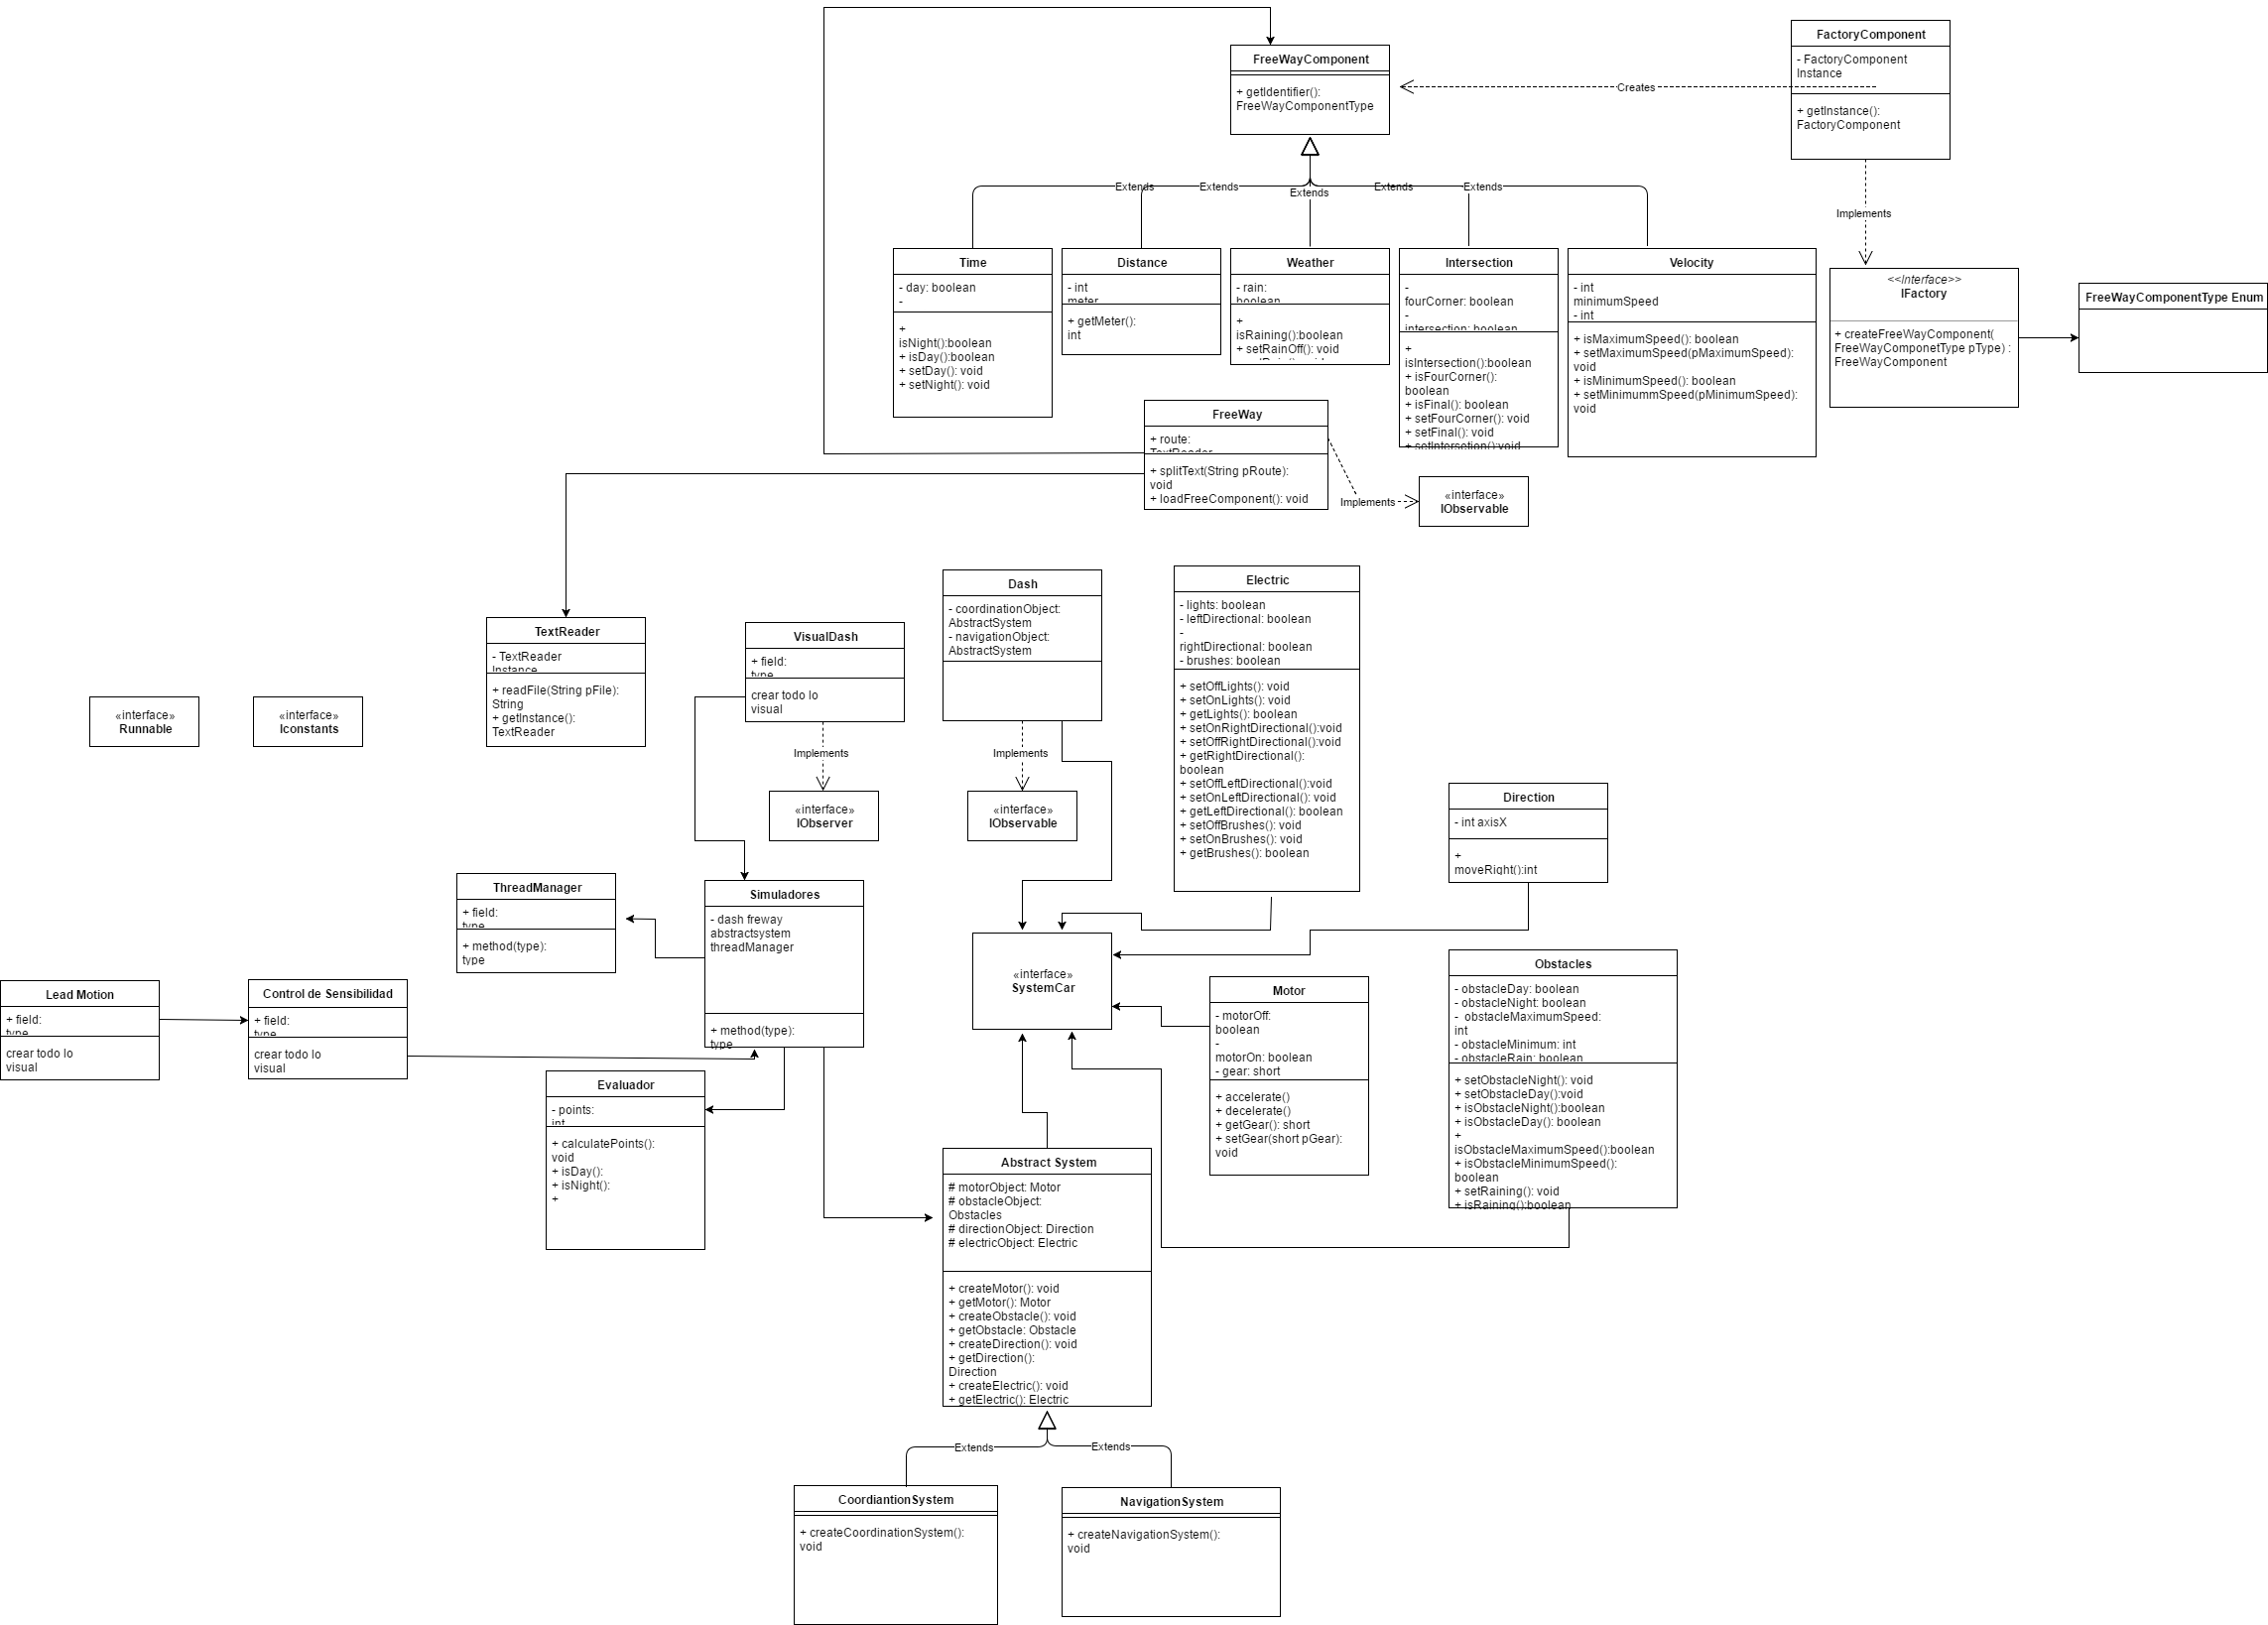 FreeWayComponent
+ getIdentifier():
FreeWayComponentType
FactoryComponent
- FactoryComponent
Instance
+ getInstance():
FactoryComponent
Creates
Implements
Extends
Extends
Extends
Extends
Extends
Time
- day: boolean
-
+
isNight():boolean
+ isDay():boolean
+ setDay(): void
+ setNight(): void
Distance
- int
meter
+ getMeter():
int
Weather
- rain:
boolean
+
isRaining():boolean
+ setRainOff(): void
Intersection
-
fourCorner: boolean
-
intersection: boolean
+
isIntersection():boolean
+ isFourCorner():
boolean
+ isFinal(): boolean
+ setFourCorner(): void
+ setFinal(): void
+ setIntersetion():void
Velocity
- int
minimumSpeed
- int
+ isMaximumSpeed(): boolean
+ setMaximumSpeed(pMaximumSpeed):
void
+ isMinimumSpeed(): boolean
+ setMinimummSpeed(pMinimumSpeed):
void
<<Interface>>
IFactory
+ createFreeWayComponent(
FreeWayComponetType pType) :
FreeWayComponent
FreeWayComponentType Enum
FreeWay
+ route:
TextReader
+ splitText(String pRoute):
void
+ loadFreeComponent(): void
Implements
«interface»
IObservable
TextReader
- TextReader
Instance
+ readFile(String pFile):
String
+ getInstance():
TextReader
VisualDash
+ field:
type
crear todo lo
visual
Implements
«interface»
IObserver
Dash
- coordinationObject:
AbstractSystem
- navigationObject:
AbstractSystem
Implements
«interface»
IObservable
Electric
- lights: boolean
- leftDirectional: boolean
-
rightDirectional: boolean
- brushes: boolean
+ setOffLights(): void
+ setOnLights(): void
+ getLights(): boolean
+ setOnRightDirectional():void
+ setOffRightDirectional():void
+ getRightDirectional():
boolean
+ setOffLeftDirectional():void
+ setOnLeftDirectional(): void
+ getLeftDirectional(): boolean
+ setOffBrushes(): void
+ setOnBrushes(): void
+ getBrushes(): boolean
«interface»
Runnable
«interface»
Iconstants
Direction
- int axisX
+
moveRight():int
ThreadManager
+ field:
type
+ method(type):
type
Simuladores
- dash freway
abstractsystem
threadManager
+ method(type):
type
«interface»
SystemCar
Lead Motion
+ field:
type
crear todo lo
visual
Control de Sensibilidad
+ field:
type
crear todo lo
visual
Motor
- motorOff:
boolean
-
motorOn: boolean
- gear: short
+ accelerate()
+ decelerate()
+ getGear(): short
+ setGear(short pGear):
void
Obstacles
- obstacleDay: boolean
- obstacleNight: boolean
- obstacleMaximumSpeed:
int
- obstacleMinimum: int
- obstacleRain: boolean
+ setObstacleNight(): void
+ setObstacleDay():void
+ isObstacleNight():boolean
+ isObstacleDay(): boolean
+
isObstacleMaximumSpeed():boolean
+ isObstacleMinimumSpeed():
boolean
+ setRaining(): void
+ isRaining():boolean
Evaluador
- points:
int
+ calculatePoints():
void
+ isDay():
+ isNight():
+
Abstract System
# motorObject: Motor
# obstacleObject:
Obstacles
# directionObject: Direction
# electricObject: Electric
+ createMotor(): void
+ getMotor(): Motor
+ createObstacle(): void
+ getObstacle: Obstacle
+ createDirection(): void
+ getDirection():
Direction
+ createElectric(): void
+ getElectric(): Electric
Extends
Extends
CoordiantionSystem
+ createCoordinationSystem():
void
NavigationSystem
+ createNavigationSystem():
void